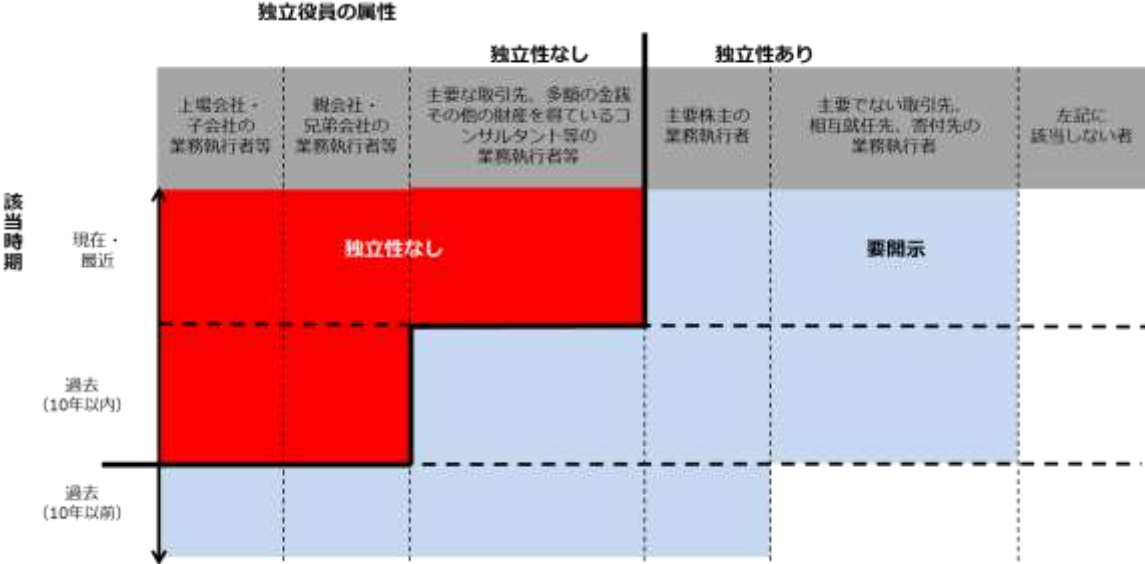 独立役員の属性
独立性なし
独立性あり
上場会社・
子会社の
業務執行者等
親会社・
兄弟会社の
業務執行者等
主要な取引先、多額の金銭
その他の財産を得ているコ
ンサルタント等の
業務執行者等
主要株主の
業務執行者
主要でない取引先、
相互就任先、寄付先の
業務執行者
左記に
該当しない者
該当時期
現在・
最近
独立性なし
要開示
過去
(10年以内)
過去
(10年以前)